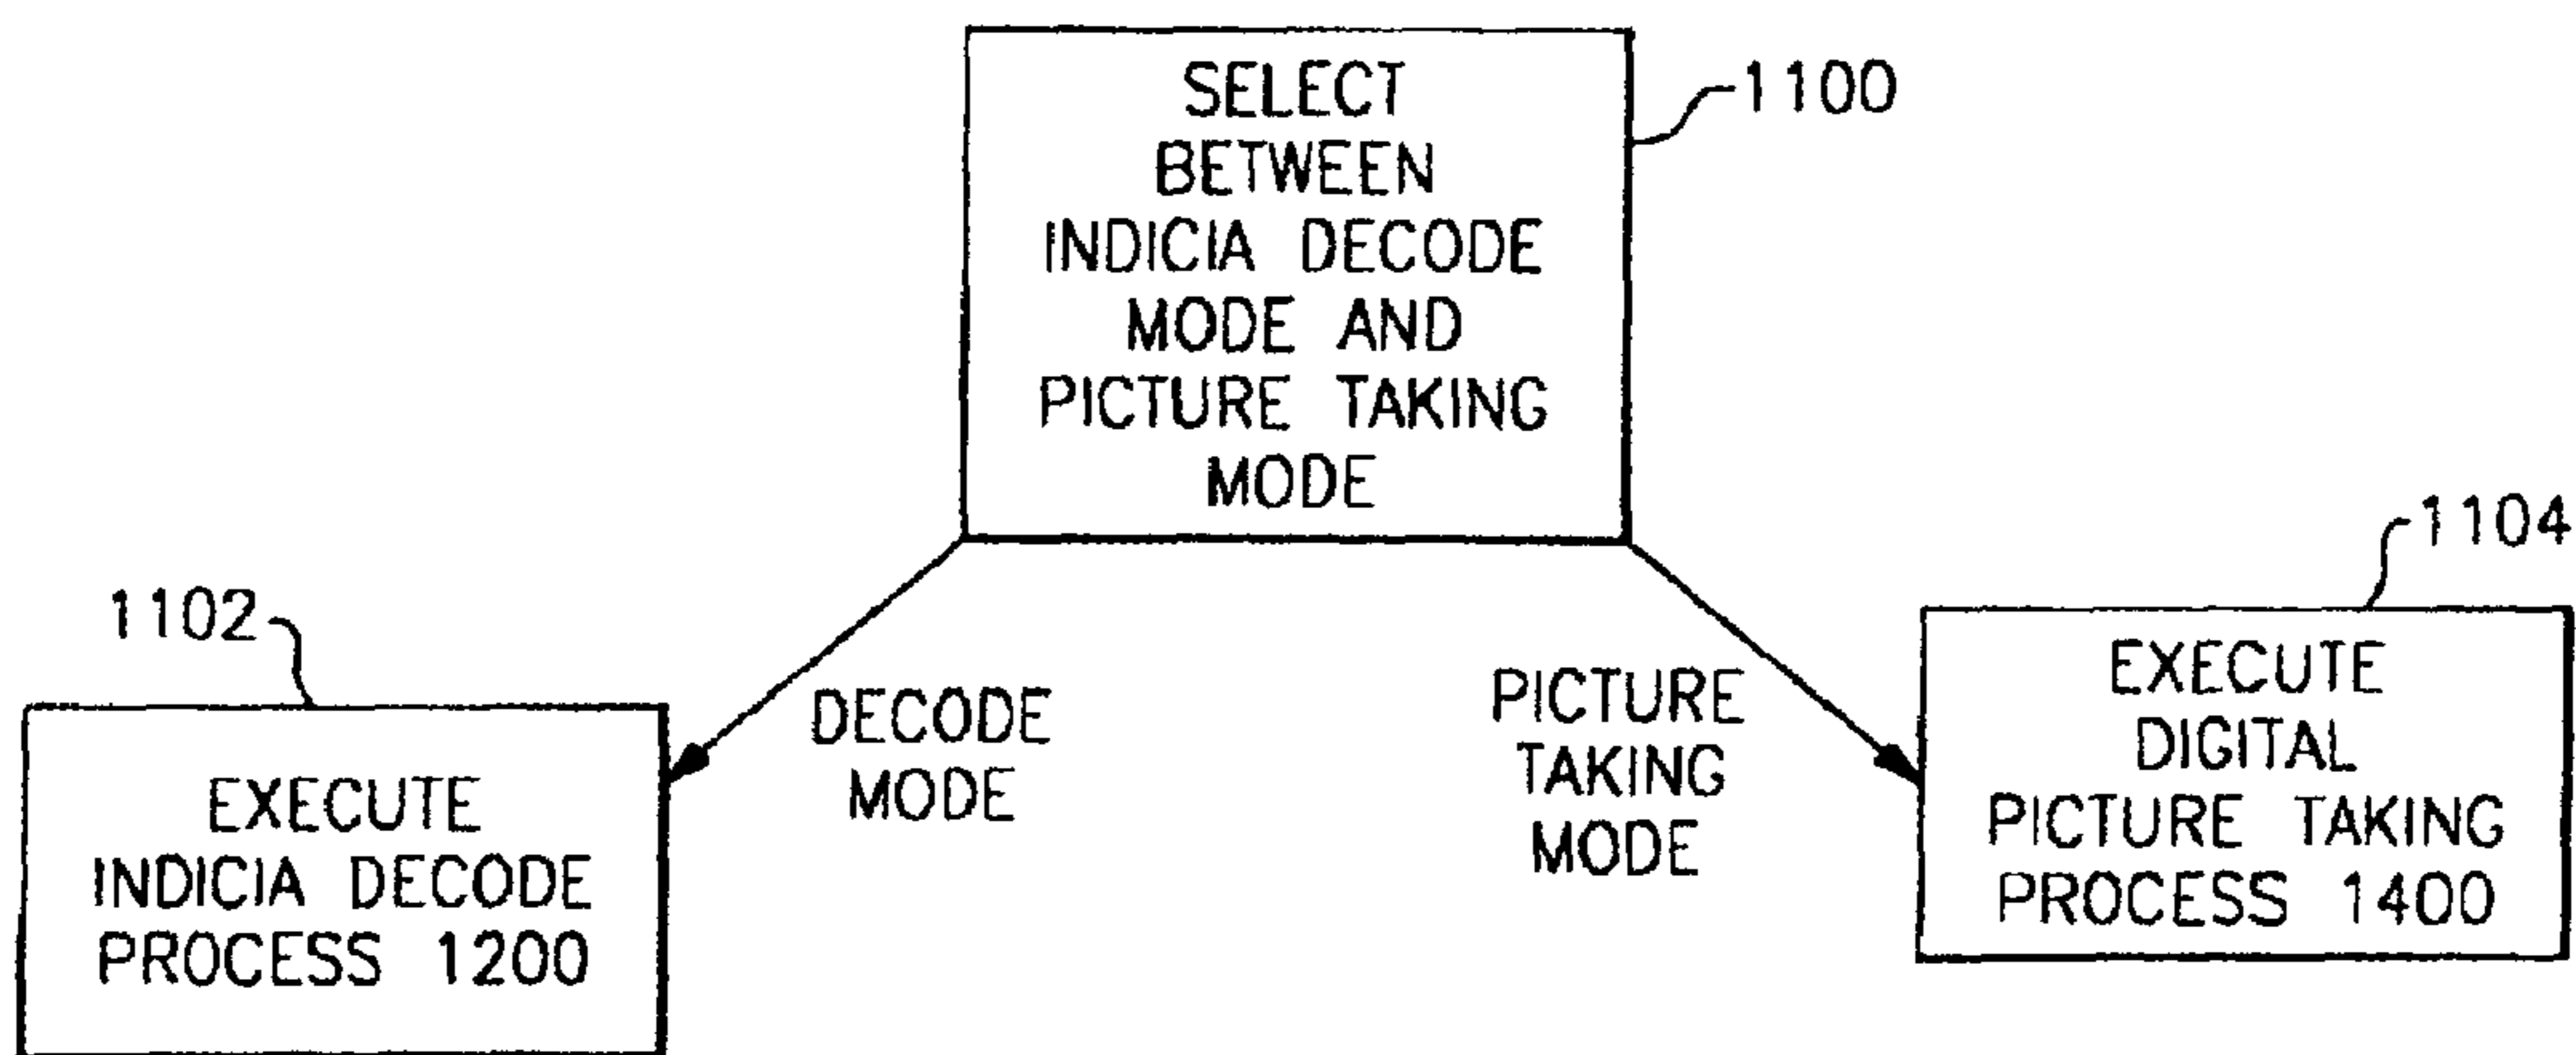 SELECT
BETWEEN
INDICIA DECODE
MODE AND
PICTURE TAKING
MODE
1100
1102
DECODE
MODE
PICTURE
TAKING
MODE
1104
EXECUTE
INDICIA DECODE
PROCESS 1200
EXECUTE
DIGITAL
PICTURE TAKING
PROCESS 1400